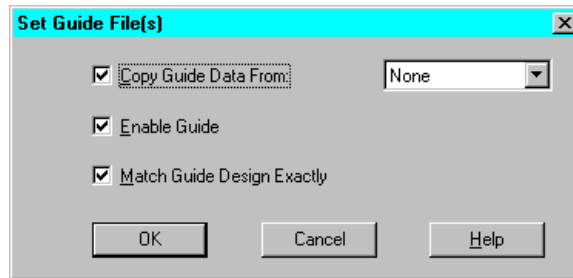 Set Guide File(s)
Copy Guide Data From: None
Enable Guide
Match Guide Design Exactly
OK Cancel Help